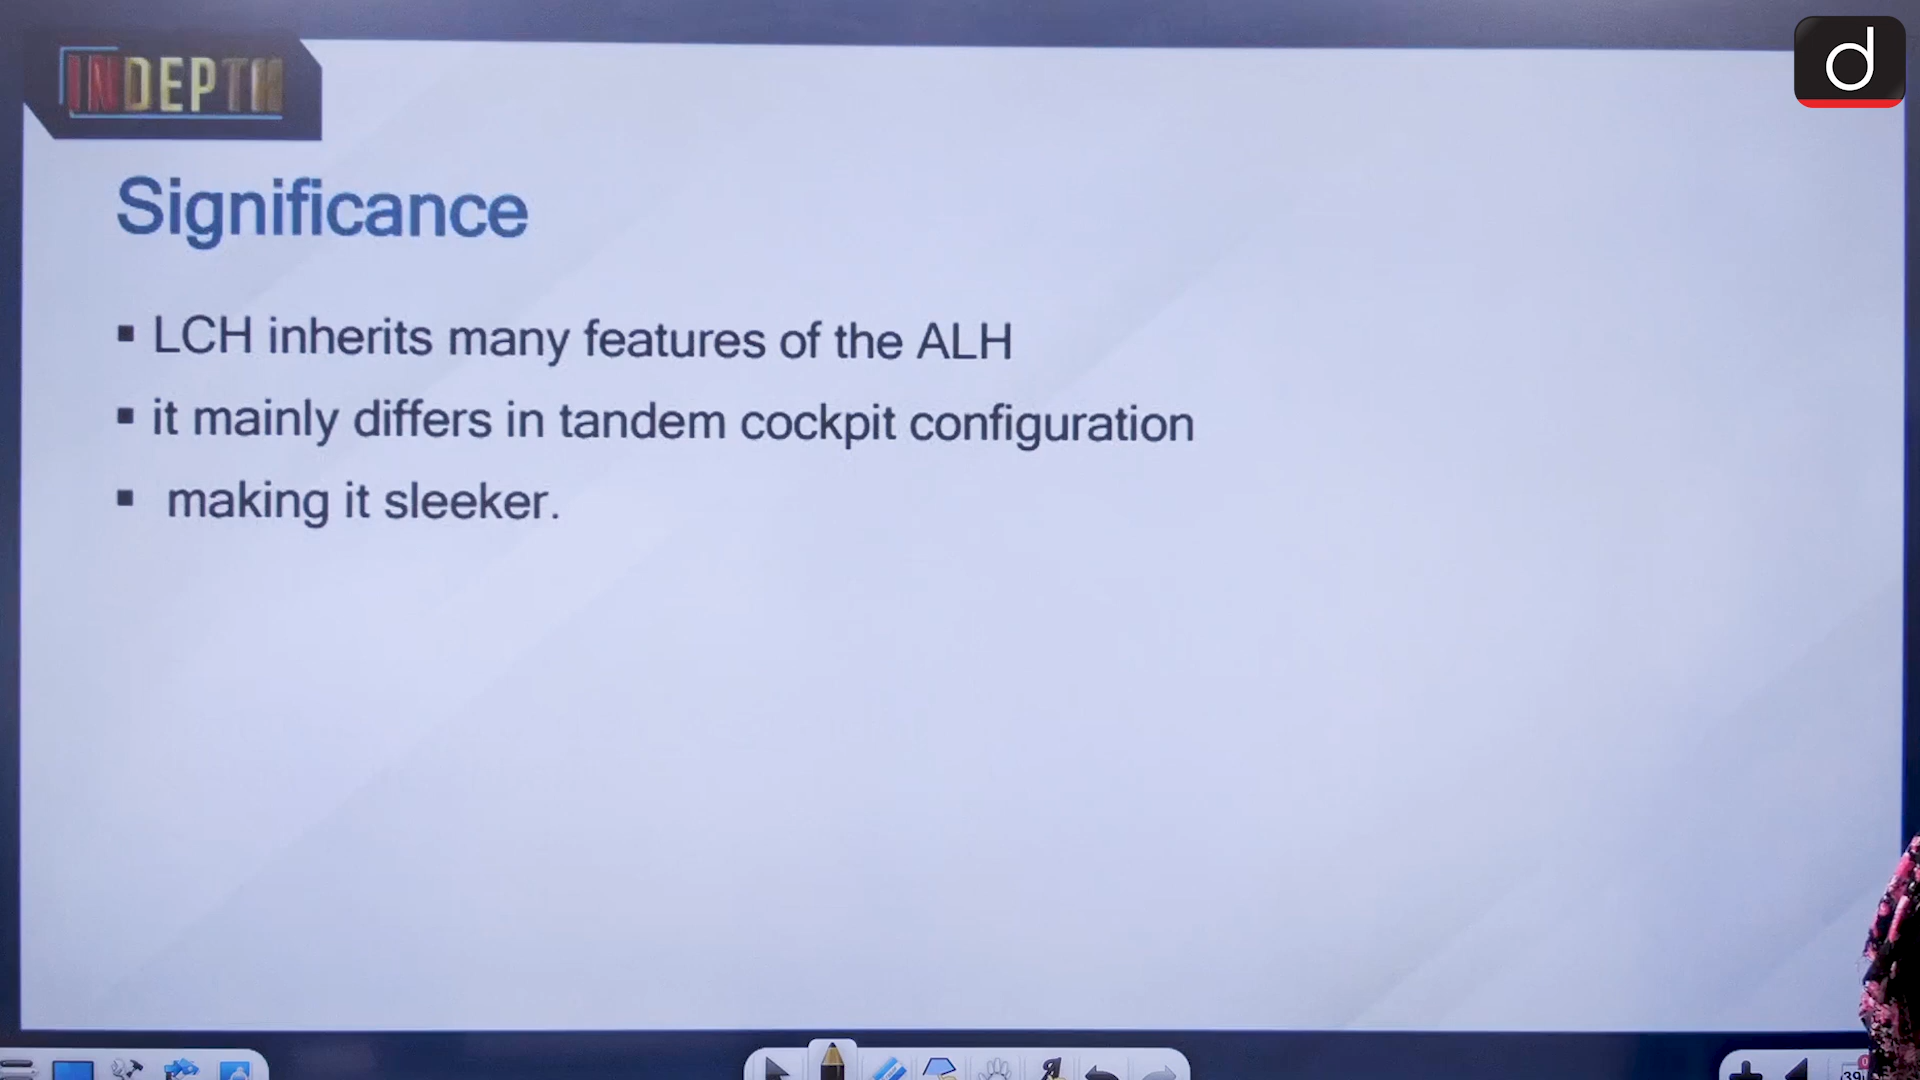 INDEPTH
d
Significance
▪ LCH inherits many features of the ALH
▪ it mainly differs in tandem cockpit configuration
▪ making it sleeker.
39